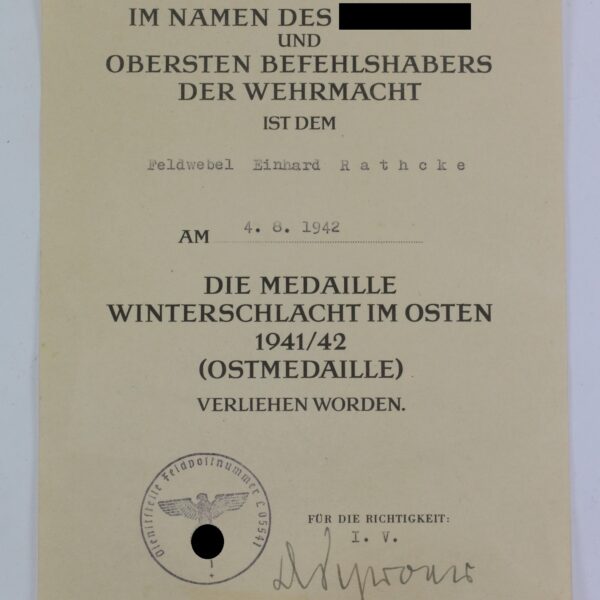 IM NAMEN DES
UND
OBERSTEN BEFEHLSHABERS
DER WEHRMACHT
IST DEM
Feldwebel Einhard R a t h c k e
AM 4. 8. 1942
DIE MEDAILLE
WINTERSCHLACHT IM OSTEN
1941/42
(OSTMEDAILLE)
VERLIEHEN WORDEN.
Dienststelle Feldpostnummer L 05541
FÜR DIE RICHTIGKEIT:
I. V.